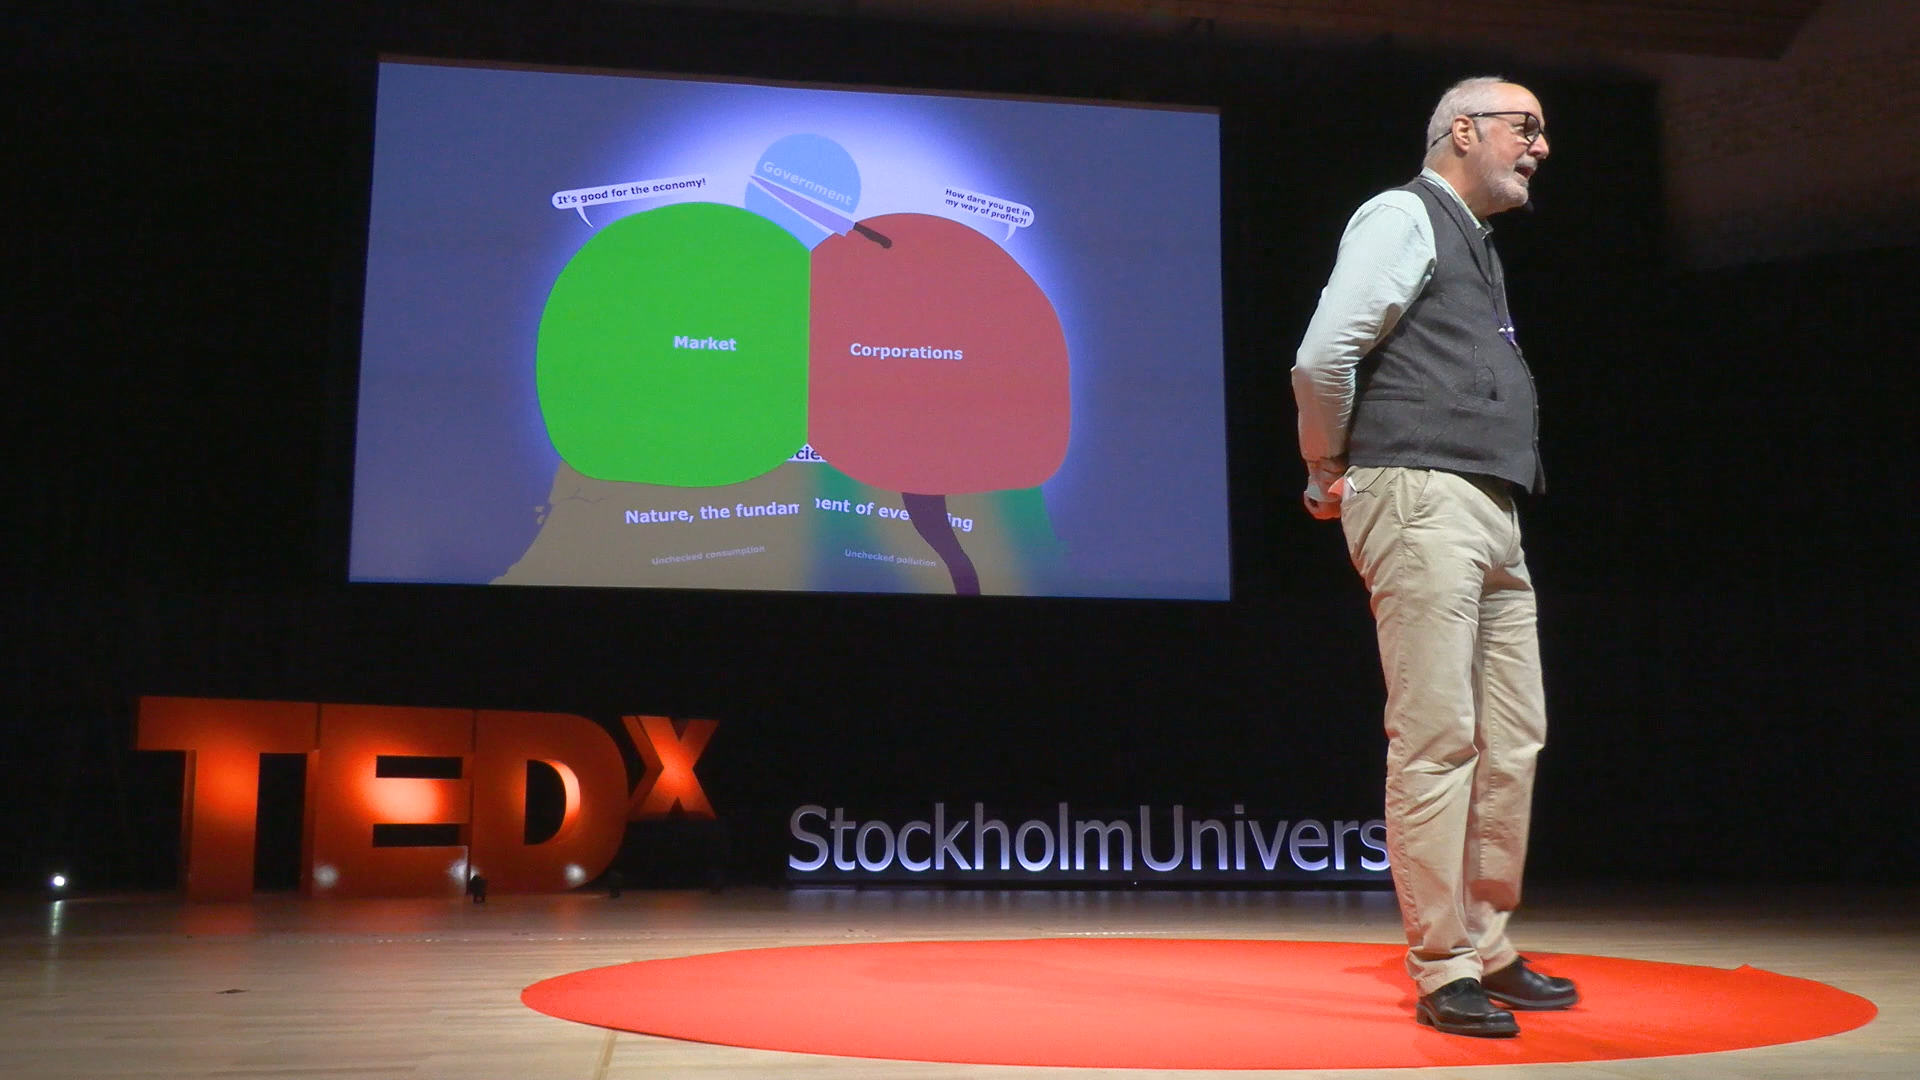 Government
It's good for the economy!
How dare you get in
my way of profits?!
Market
Corporations
Nature, the fundam ent of eve ing
Unchecked consumption
Unchecked pollution
TEDx
StockholmUnivers